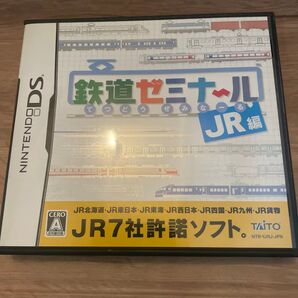 NINTENDO DS
鉄道ゼミナール
てつどうぜみなーる
JR編
JR北海道・JR東日本・JR東海・JR西日本・JR四国・JR九州・JR貨物
JR7社許諾ソフト。
CERO
A
TAITO